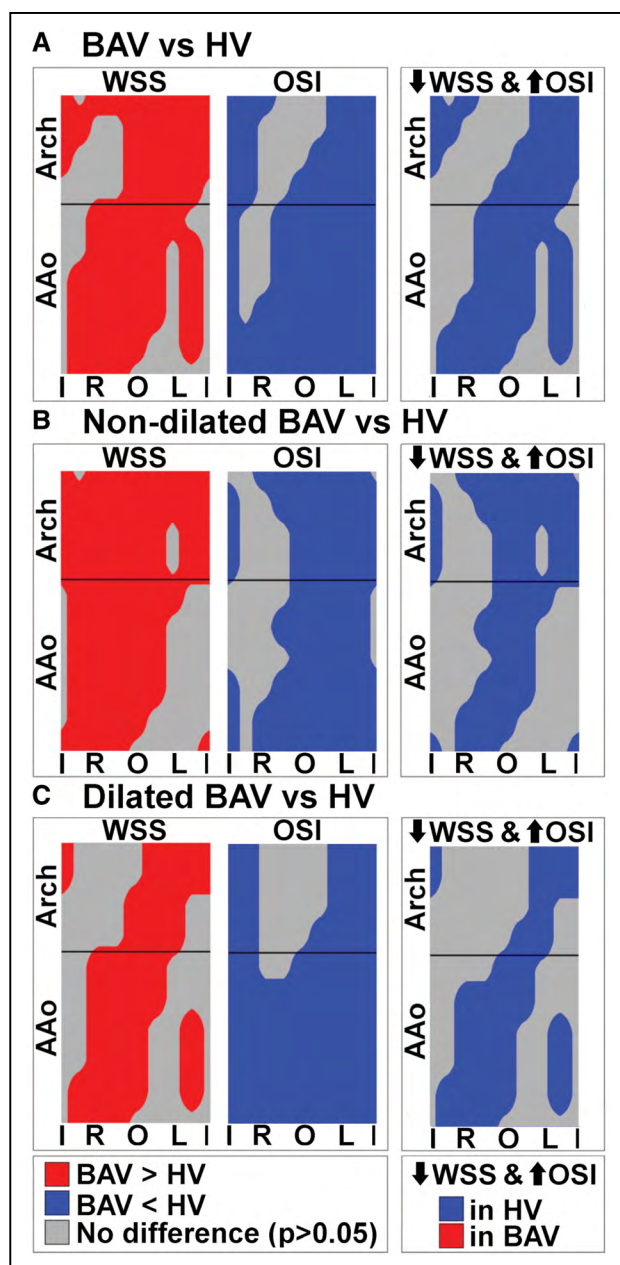 A BAV vs HV
WSS OSI ⬇WSS & ⬆OSI
Arch Arch
AAo AAo
I R O L I I R O L I I R O L I
B Non-dilated BAV vs HV
WSS OSI ⬇WSS & ⬆OSI
Arch Arch
AAo AAo
I R O L I I R O L I I R O L I
C Dilated BAV vs HV
WSS OSI ⬇WSS & ⬆OSI
Arch Arch
AAo AAo
I R O L I I R O L I I R O L I
BAV > HV
BAV < HV
No difference (p>0.05)
⬇WSS & ⬆OSI
in HV
in BAV